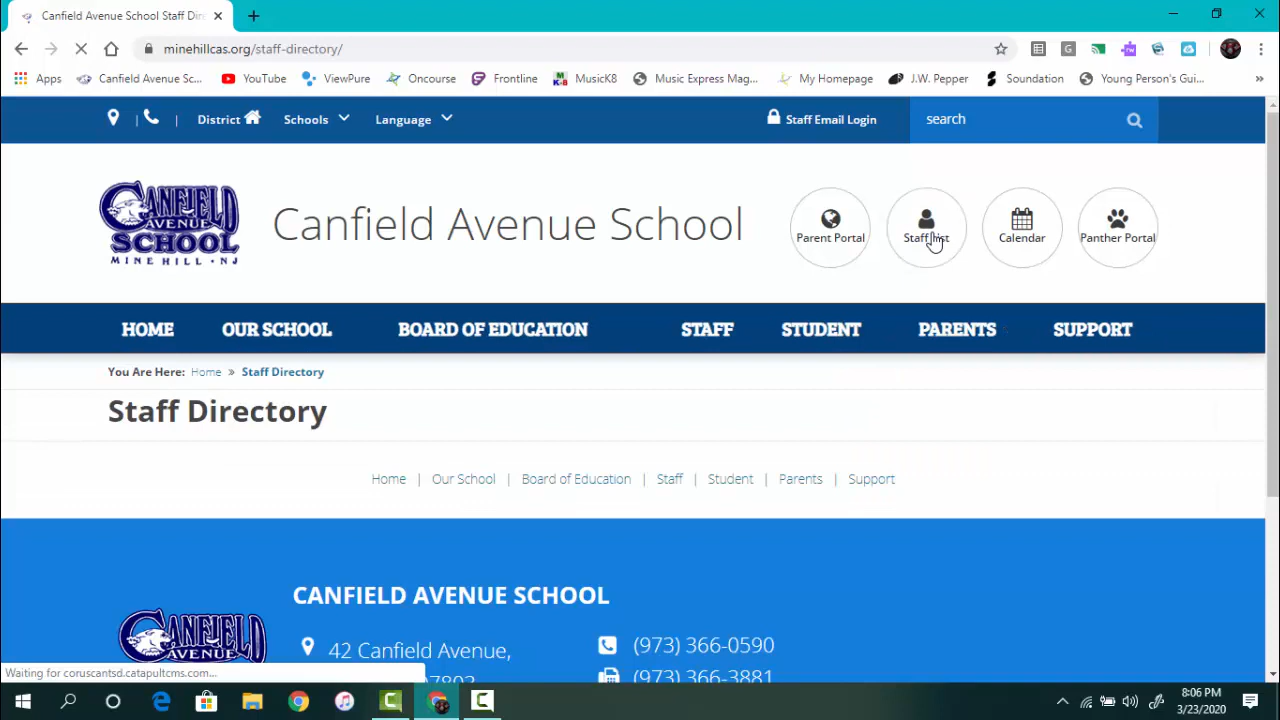 Canfield Avenue School Staff Dire
minehillcas.org/staff-directory/
Apps Canfield Avenue Sc... YouTube ViewPure Oncourse Frontline MusicK8 Music Express Mag... My Homepage J.W. Pepper Soundation Young Person's Gui... »
| | District Schools Language Staff Email Login search
CANFIELD
AVENUE
SCHOOL
MINE HILL • NJ
Canfield Avenue School
Parent Portal Staff list Calendar Panther Portal
HOME OUR SCHOOL BOARD OF EDUCATION STAFF STUDENT PARENTS SUPPORT
You Are Here: Home » Staff Directory
Staff Directory
Home | Our School | Board of Education | Staff | Student | Parents | Support
CANFIELD AVENUE SCHOOL
CANFIELD
AVENUE
42 Canfield Avenue, (973) 366-0590
07803 (973) 366-3881
Waiting for coruscantsd.catapultcms.com...
8:06 PM
3/23/2020